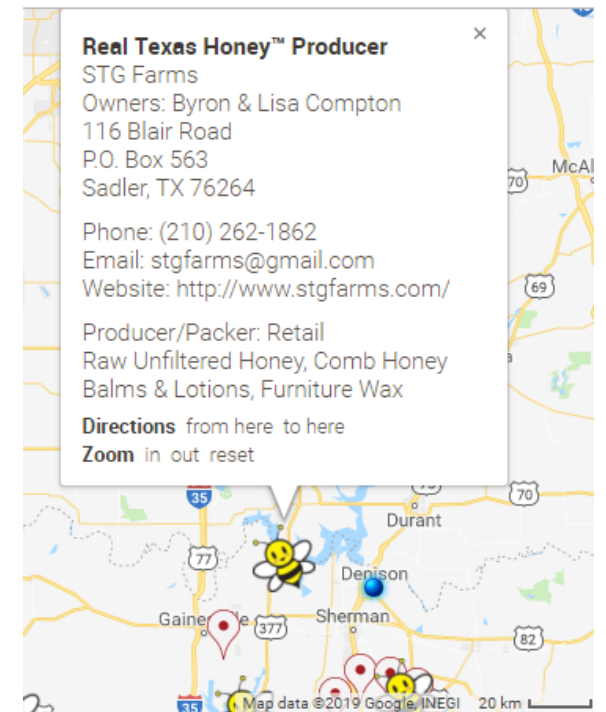 Real Texas Honey™ Producer
STG Farms
Owners: Byron & Lisa Compton
116 Blair Road
P.O. Box 563
Sadler, TX 76264
Phone: (210) 262-1862
Email: stgfarms@gmail.com
Website: http://www.stgfarms.com/
Producer/Packer: Retail
Raw Unfiltered Honey, Comb Honey
Balms & Lotions, Furniture Wax
Directions from here to here
Zoom in out reset
McAl
70
69
35
70
Durant
77
Denison
Sherman
377
82
35
Map data ©2019 Google, INEGI 20 km